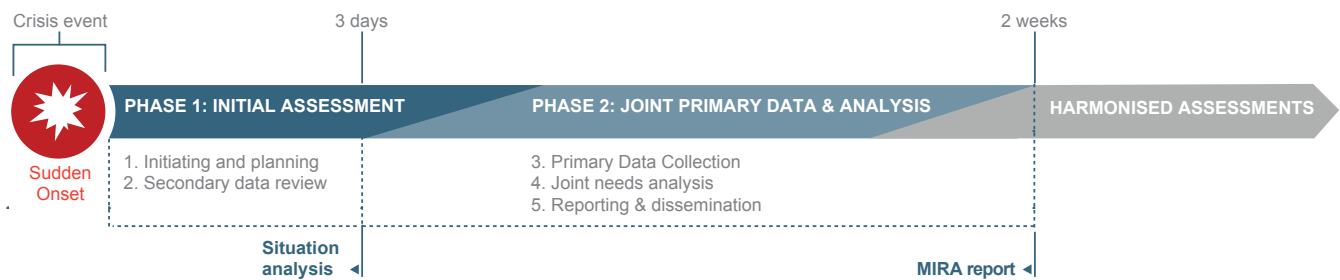 Crisis event
3 days
2 weeks
PHASE 1: INITIAL ASSESSMENT
PHASE 2: JOINT PRIMARY DATA & ANALYSIS
HARMONISED ASSESSMENTS
Sudden
Onset
1. Initiating and planning
2. Secondary data review
3. Primary Data Collection
4. Joint needs analysis
5. Reporting & dissemination
Situation
analysis
MIRA report